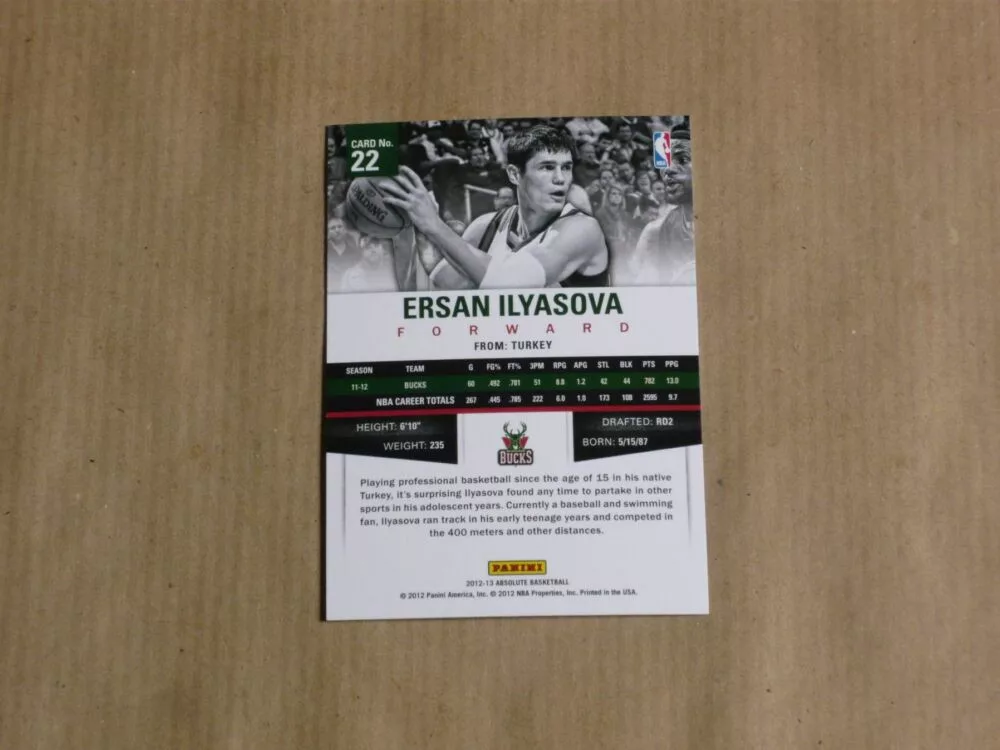 CARD No.
22
SPALDING
NBA
ERSAN ILYASOVA
FORWARD
FROM: TURKEY
SEASON TEAM G FG% FT% 3PM RPG APG STL BLK PTS PPG
11-12 BUCKS 60 .492 .781 51 8.8 1.2 42 44 782 13.0
NBA CAREER TOTALS 267 .445 .785 222 6.0 1.0 173 108 2595 9.7
HEIGHT: 6'10"
WEIGHT: 235
BUCKS
DRAFTED: RD2
BORN: 5/15/87
Playing professional basketball since the age of 15 in his native
Turkey, it's surprising Ilyasova found any time to partake in other
sports in his adolescent years. Currently a baseball and swimming
fan, Ilyasova ran track in his early teenage years and competed in
the 400 meters and other distances.
PANINI
2012-13 ABSOLUTE BASKETBALL
© 2012 Panini America, Inc. © 2012 NBA Properties, Inc. Printed in the USA.